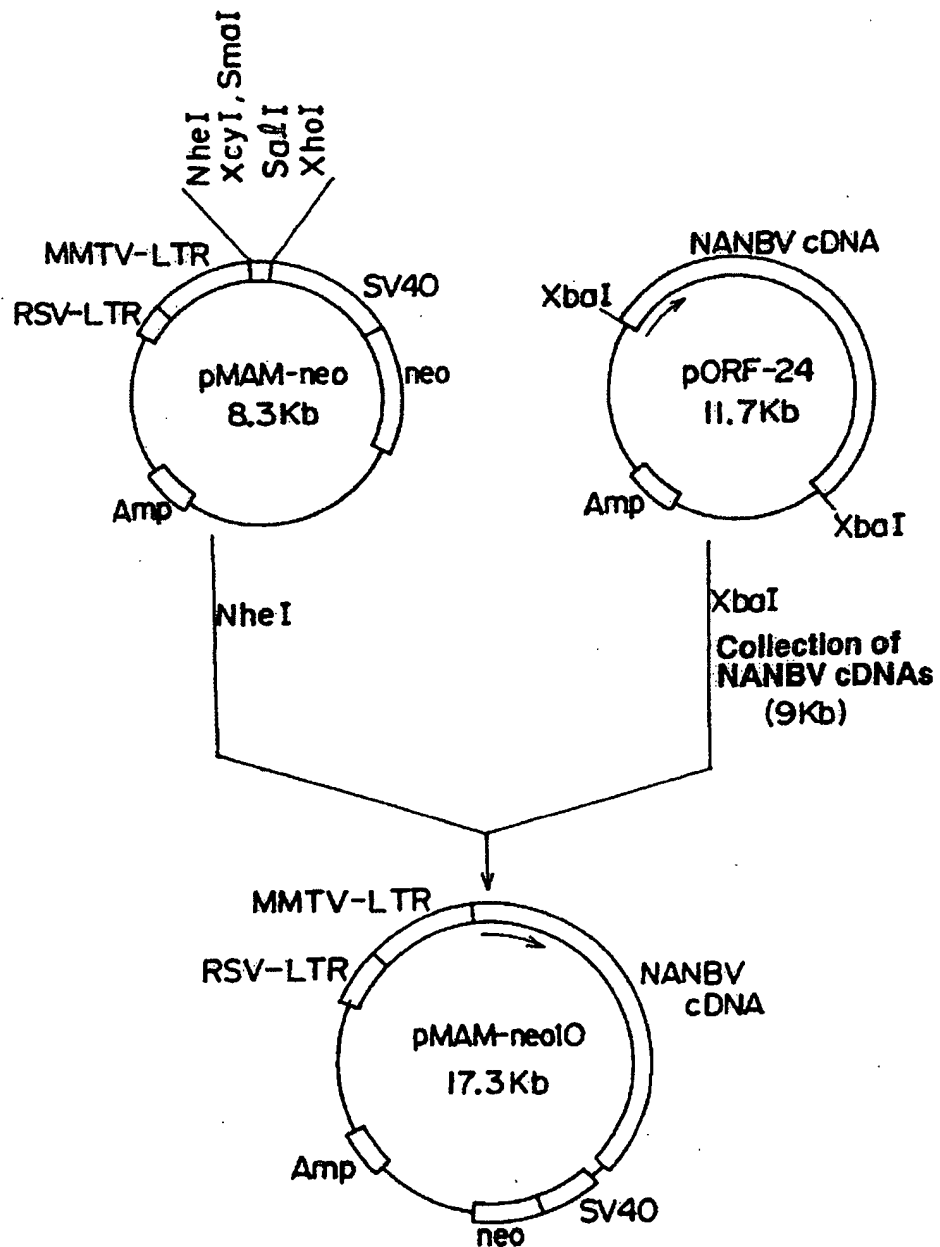 NheI
XcyI, SmaI
SalI
XhoI
MMTV-LTR
RSV-LTR
SV40
neo
pMAM-neo
8.3Kb
Amp
NANBV cDNA
XbaI
pORF-24
11.7Kb
Amp
XbaI
NheI
XbaI
Collection of
NANBV cDNAs
(9Kb)
MMTV-LTR
RSV-LTR
NANBV
cDNA
pMAM-neo10
17.3Kb
Amp
neo
SV40